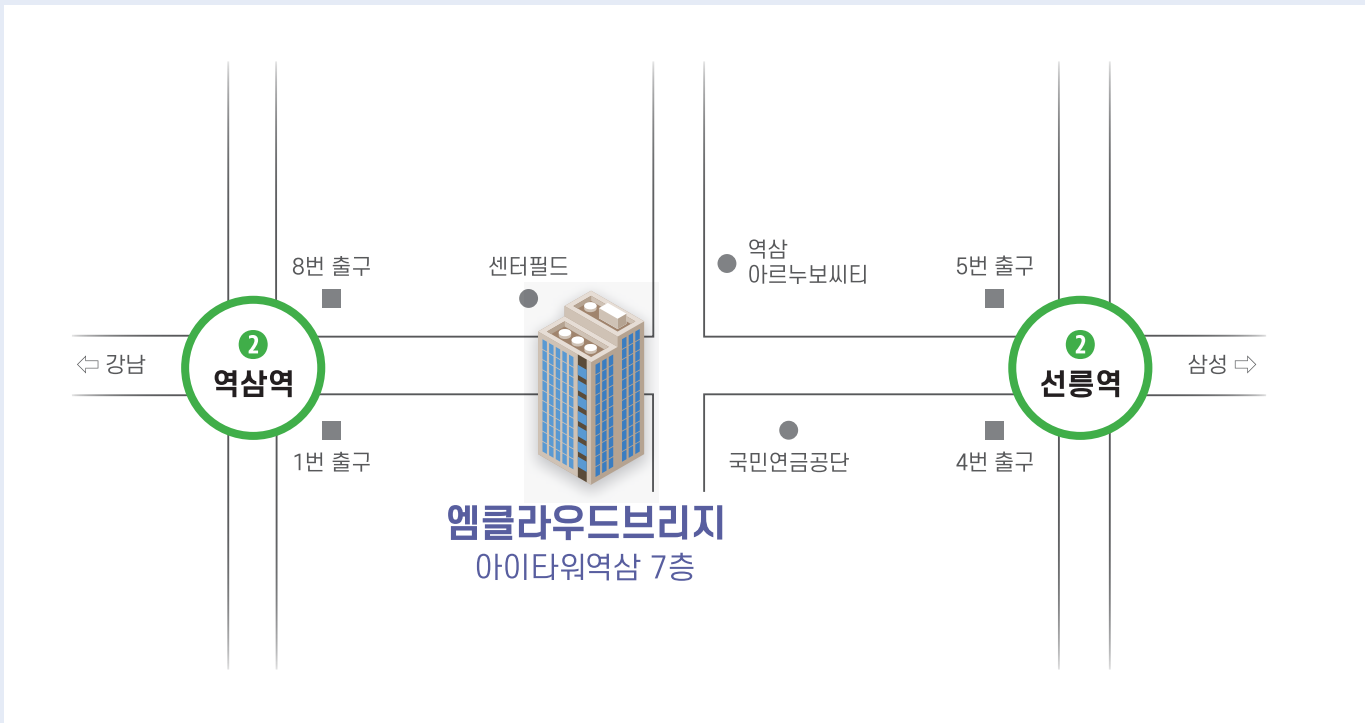 역삼
아르누보씨티
8번 출구
센터필드
5번 출구
2
역삼역
2
선릉역
강남
삼성
1번 출구
국민연금공단
4번 출구
엠클라우드브리지
아이타워역삼 7층